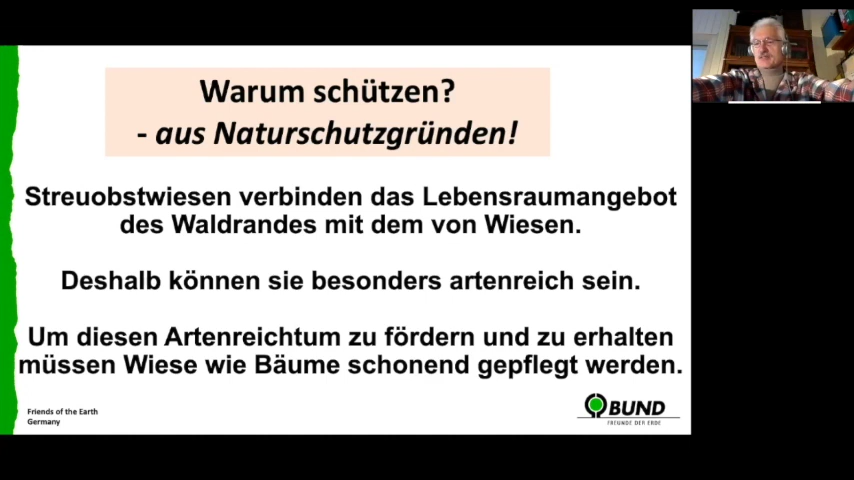 Warum schützen?
- aus Naturschutzgründen!
Streuobstwiesen verbinden das Lebensraumangebot
des Waldrandes mit dem von Wiesen.
Deshalb können sie besonders artenreich sein.
Um diesen Artenreichtum zu fördern und zu erhalten
müssen Wiese wie Bäume schonend gepflegt werden.
Friends of the Earth
Germany
BUND
FREUNDE DER ERDE